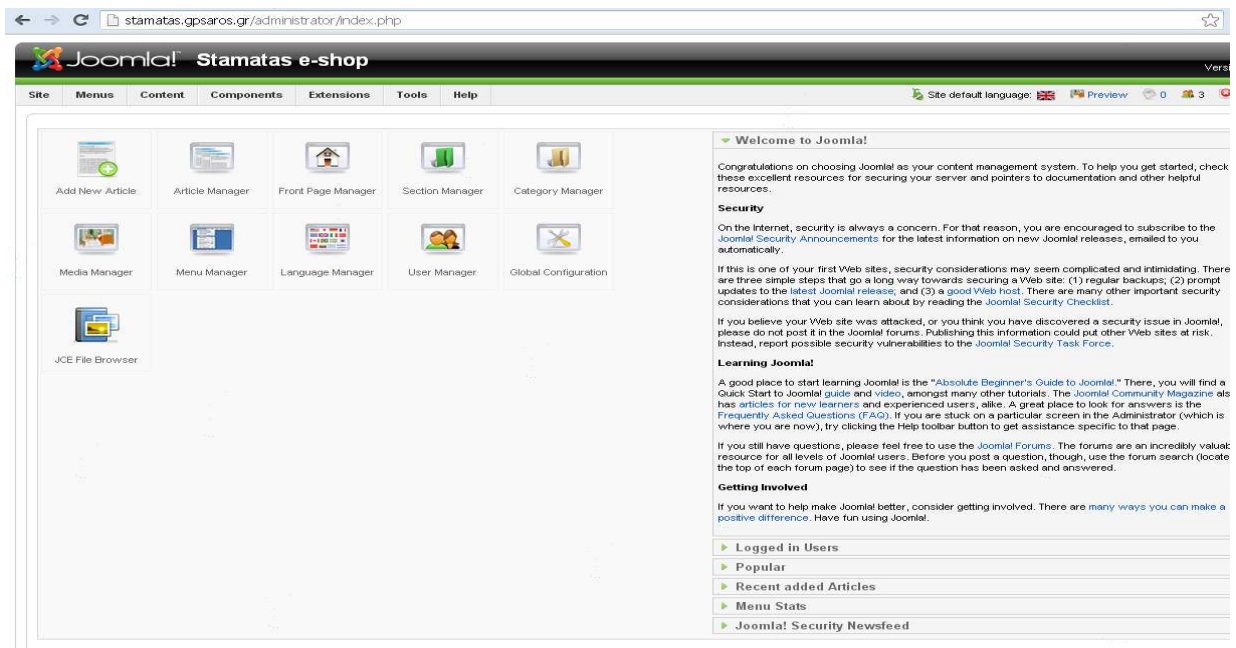 stamatas.gpsaros.gr/administrator/index.php
Joomla!™ Stamatas e-shop
Site Menus Content Components Extensions Tools Help
Site default language: Preview 0 3
Add New Article
Article Manager
Front Page Manager
Section Manager
Category Manager
Media Manager
Menu Manager
Language Manager
User Manager
Global Configuration
JCE File Browser
Welcome to Joomla!
Congratulations on choosing Joomla! as your content management system. To help you get started, check
these excellent resources for securing your server and pointers to documentation and other helpful
resources.
Security
On the Internet, security is always a concern. For that reason, you are encouraged to subscribe to the
Joomla! Security Announcements for the latest information on new Joomla! releases, emailed to you
automatically.
If this is one of your first Web sites, security considerations may seem complicated and intimidating. There
are three simple steps that go a long way towards securing a Web site: (1) regular backups; (2) prompt
updates to the latest Joomla! release; and (3) a good Web host. There are many other important security
considerations that you can learn about by reading the Joomla! Security Checklist.
If you believe your Web site was attacked, or you think you have discovered a security issue in Joomla!,
please do not post it in the Joomla! forums. Publishing this information could put other Web sites at risk.
Instead, report possible security vulnerabilities to the Joomla! Security Task Force.
Learning Joomla!
A good place to start learning Joomla! is the "Absolute Beginner's Guide to Joomla!." There, you will find a
Quick Start to Joomla! guide and video, amongst many other tutorials. The Joomla! Community Magazine als
has articles for new learners and experienced users, alike. A great place to look for answers is the
Frequently Asked Questions (FAQ). If you are stuck on a particular screen in the Administrator (which is
where you are now), try clicking the Help toolbar button to get assistance specific to that page.
If you still have questions, please feel free to use the Joomla! Forums. The forums are an incredibly valuab
resource for all levels of Joomla! users. Before you post a question, though, use the forum search (locate
the top of each forum page) to see if the question has been asked and answered.
Getting Involved
If you want to help make Joomla! better, consider getting involved. There are many ways you can make a
positive difference. Have fun using Joomla!.
Logged in Users
Popular
Recent added Articles
Menu Stats
Joomla! Security Newsfeed